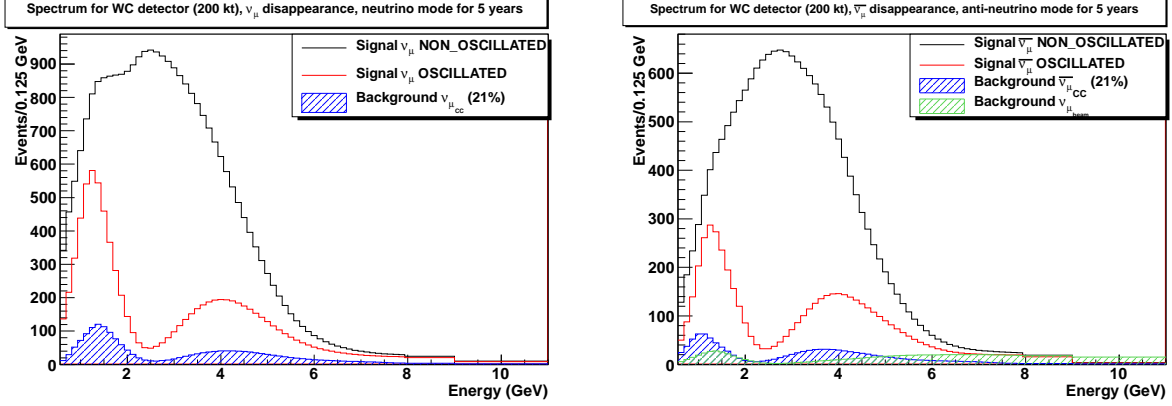 Spectrum for WC detector (200 kt), νμ disappearance, neutrino mode for 5 years
Events/0.125 GeV
900
800
700
600
500
400
300
200
100
0
Signal νμ NON_OSCILLATED
Signal νμ OSCILLATED
Background νμcc (21%)
2 4 6 8 10
Energy (GeV)
Spectrum for WC detector (200 kt), ν̅μ disappearance, anti-neutrino mode for 5 years
Events/0.125 GeV
600
500
400
300
200
100
0
Signal ν̅μ NON_OSCILLATED
Signal ν̅μ OSCILLATED
Background ν̅μCC (21%)
Background νμbeam
2 4 6 8 10
Energy (GeV)